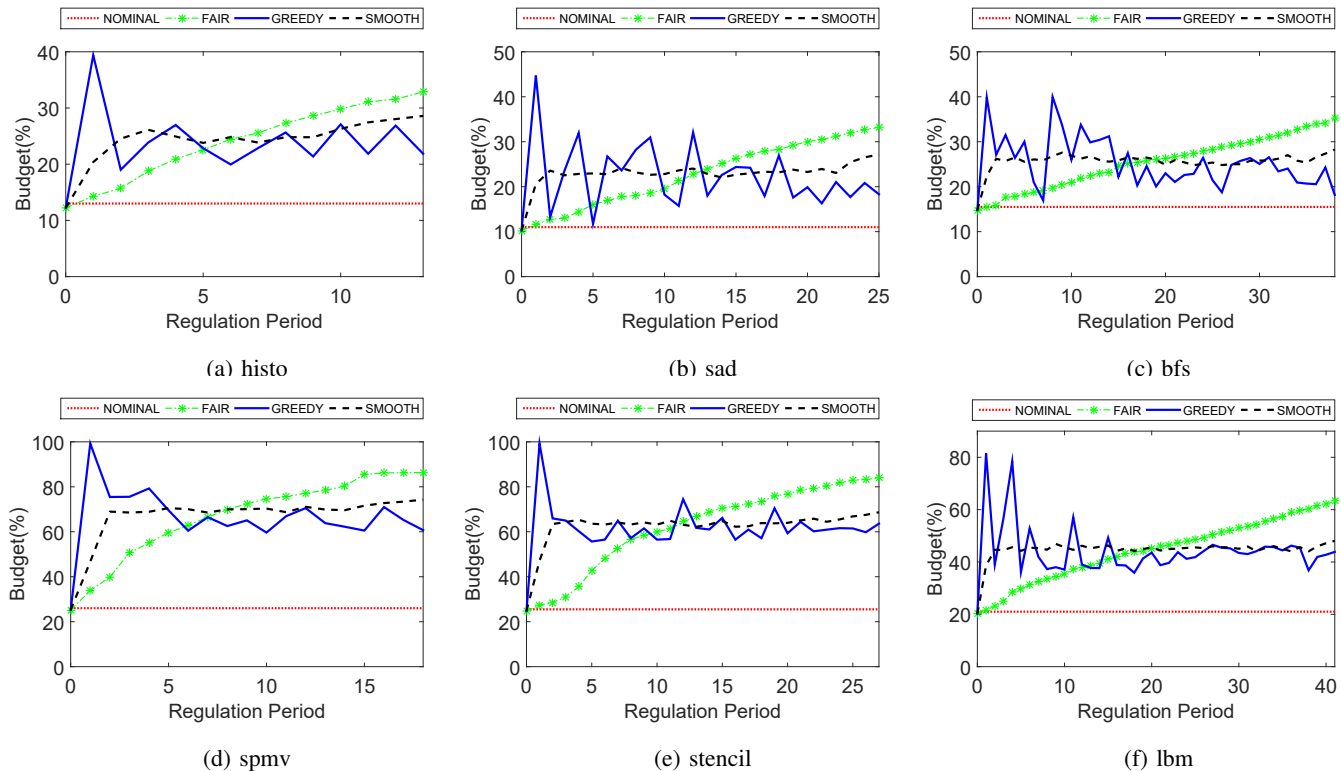 NOMINAL FAIR GREEDY SMOOTH
40
30
20
10
0
Budget(%)
0 5 10
Regulation Period
(a) histo
NOMINAL FAIR GREEDY SMOOTH
50
40
30
20
10
0
Budget(%)
0 5 10 15 20 25
Regulation Period
(b) sad
NOMINAL FAIR GREEDY SMOOTH
50
40
30
20
10
0
Budget(%)
0 10 20 30
Regulation Period
(c) bfs
NOMINAL FAIR GREEDY SMOOTH
100
80
60
40
20
0
Budget(%)
0 5 10 15
Regulation Period
(d) spmv
NOMINAL FAIR GREEDY SMOOTH
100
80
60
40
20
0
Budget(%)
0 5 10 15 20 25
Regulation Period
(e) stencil
NOMINAL FAIR GREEDY SMOOTH
80
60
40
20
0
Budget(%)
0 10 20 30 40
Regulation Period
(f) lbm